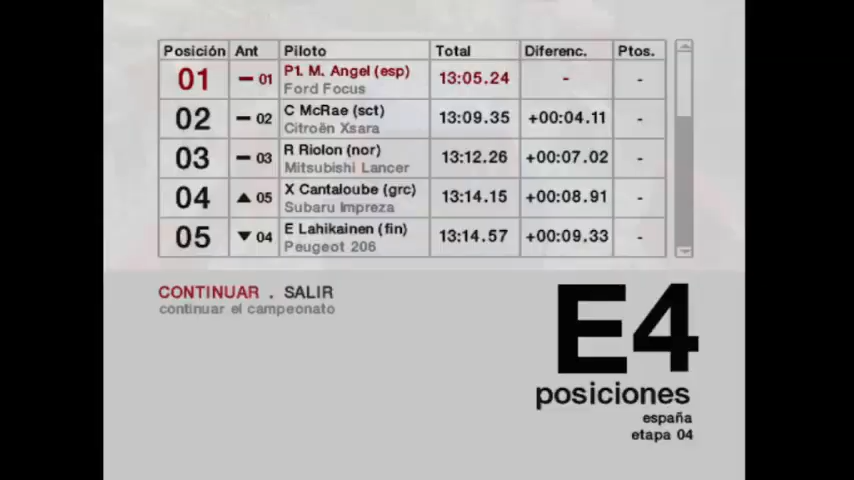 Posición Ant Piloto Total Diferenc. Ptos.
01 01 P1. M. Angel (esp) 13:05.24 - -
Ford Focus
02 02 C McRae (sct) 13:09.35 +00:04.11 -
Citroën Xsara
03 03 R Riolon (nor) 13:12.26 +00:07.02 -
Mitsubishi Lancer
04 ▲ 05 X Cantaloube (grc) 13:14.15 +00:08.91 -
Subaru Impreza
05 ▼ 04 E Lahikainen (fin) 13:14.57 +00:09.33 -
Peugeot 206
CONTINUAR . SALIR
continuar el campeonato
E4
posiciones
españa
etapa 04